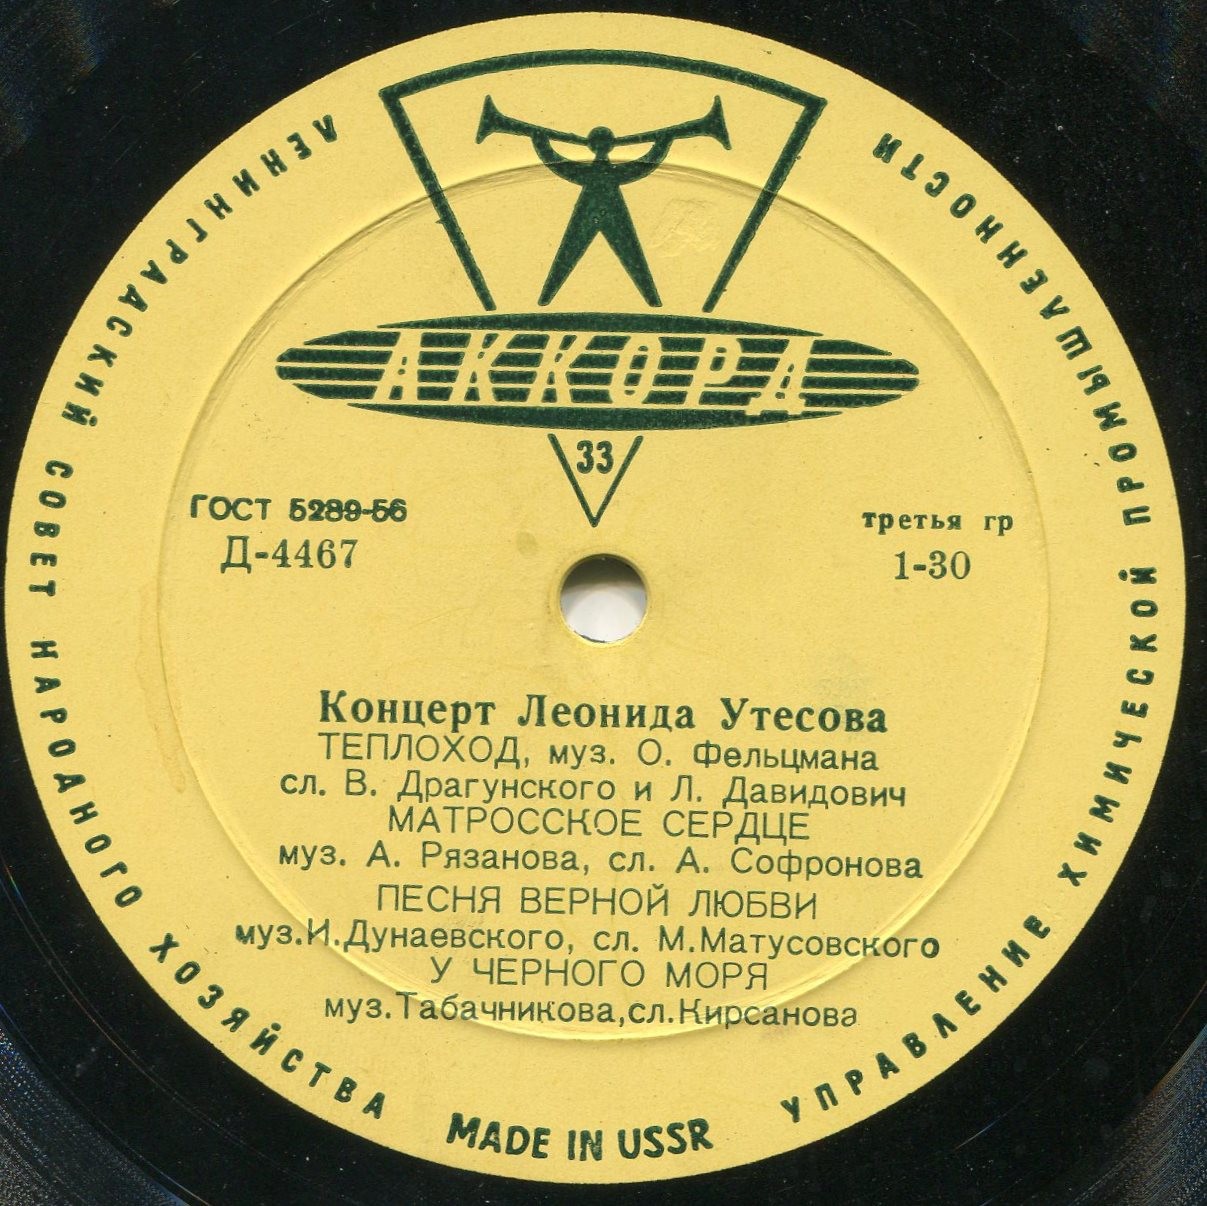 ЛЕНИНГРАДСКИЙ СОВЕТ НАРОДНОГО ХОЗЯЙСТВА
УПРАВЛЕНИЕ ХИМИЧЕСКОЙ ПРОМЫШЛЕННОСТИ
АККОРД
33
ГОСТ 5289-56
третья гр
Д-4467
1-30
Концерт Леонида Утесова
ТЕПЛОХОД, муз. О. Фельцмана
сл. В. Драгунского и Л. Давидович
МАТРОССКОЕ СЕРДЦЕ
муз. А. Рязанова, сл. А. Софронова
ПЕСНЯ ВЕРНОЙ ЛЮБВИ
муз.И.Дунаевского, сл. М.Матусовского
У ЧЕРНОГО МОРЯ
муз.Табачникова,сл.Кирсанова
MADE IN USSR